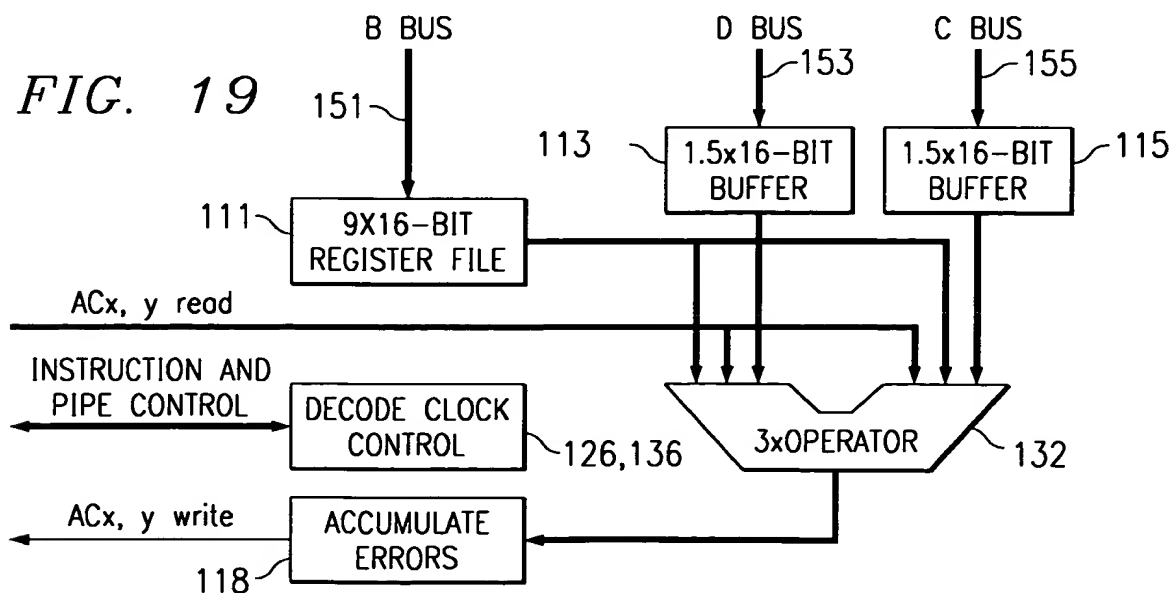 B BUS
D BUS
C BUS
FIG. 19
151
153
155
113
1.5x16-BIT
BUFFER
1.5x16-BIT
BUFFER
115
111
9X16-BIT
REGISTER FILE
ACx, y read
INSTRUCTION AND
PIPE CONTROL
DECODE CLOCK
CONTROL
126,136
3xOPERATOR
132
ACx, y write
ACCUMULATE
ERRORS
118